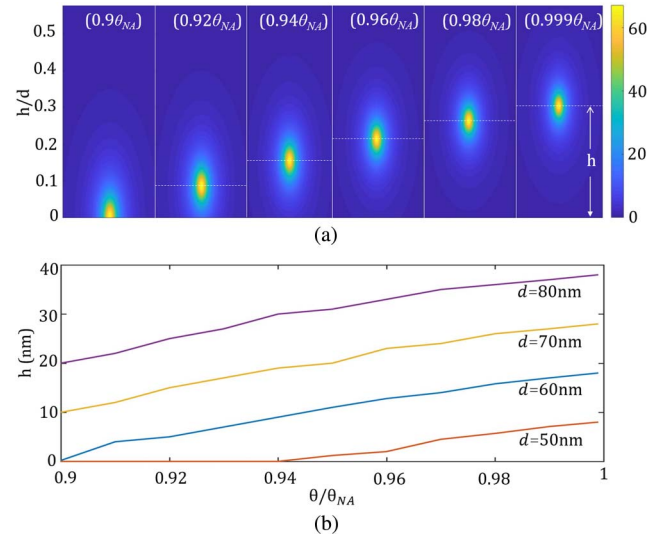 (0.9θNA) (0.92θNA) (0.94θNA) (0.96θNA) (0.98θNA) (0.999θNA)
0.5
0.4
0.3
0.2
0.1
0
h/d
h
60
40
20
0
(a)
40
30
20
10
0
h (nm)
d=80nm
d=70nm
d=60nm
d=50nm
0.9 0.92 0.94 0.96 0.98 1
θ/θNA
(b)